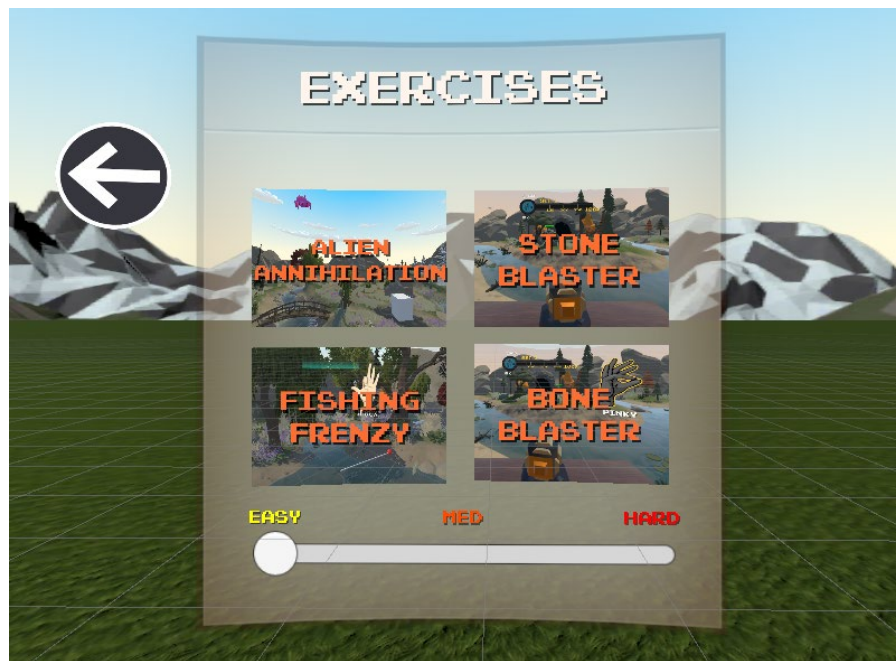 EXERCISES
ALIEN
ANNIHILATION
STONE
BLASTER
FISHING
FRENZY
BONE
PINKY
BLASTER
EASY MED HARD